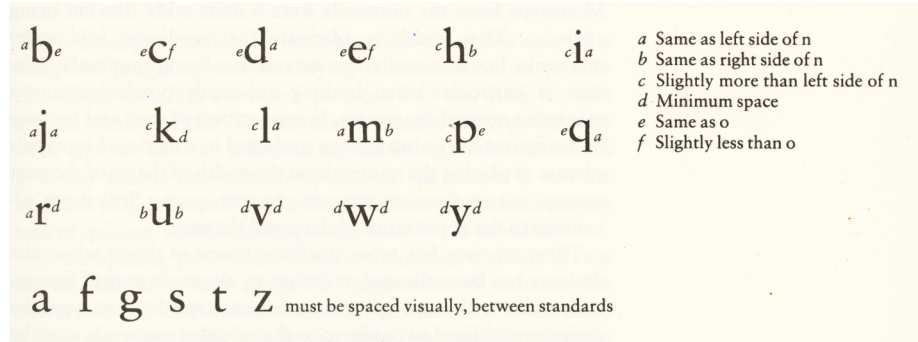 a b e e c f e d a e e f c h b c i a
a j a c k d c l a a m b c p e e q a
a r d b u b d v d d w d d y d
a f g s t z must be spaced visually, between standards
a Same as left side of n
b Same as right side of n
c Slightly more than left side of n
d Minimum space
e Same as o
f Slightly less than o